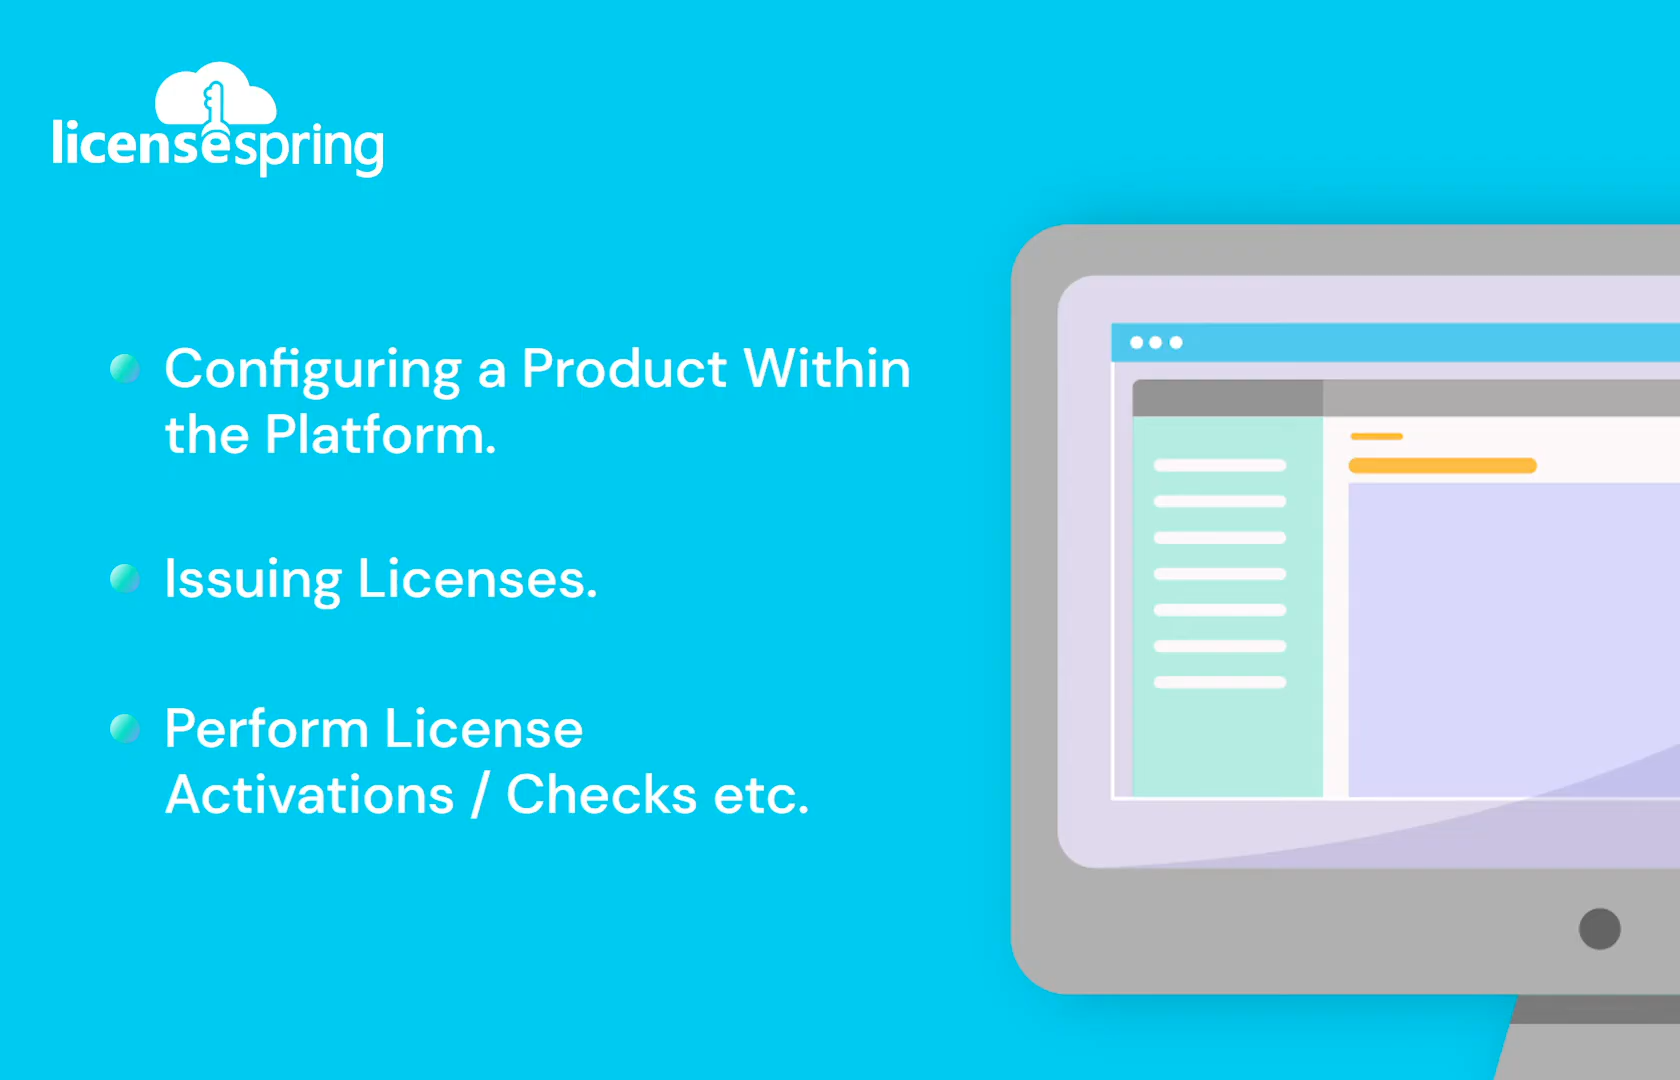 licensespring
Configuring a Product Within
the Platform.
Issuing Licenses.
Perform License
Activations / Checks etc.